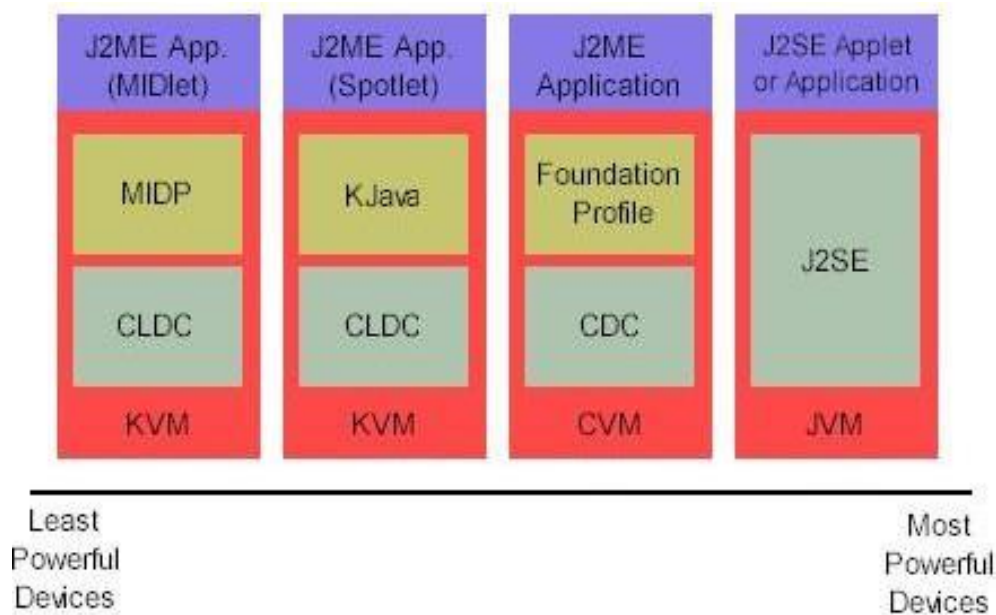 J2ME App.
(MIDlet)
MIDP
CLDC
KVM
J2ME App.
(Spotlet)
KJava
CLDC
KVM
J2ME
Application
Foundation
Profile
CDC
CVM
J2SE Applet
or Application
J2SE
JVM
Least
Powerful
Devices
Most
Powerful
Devices